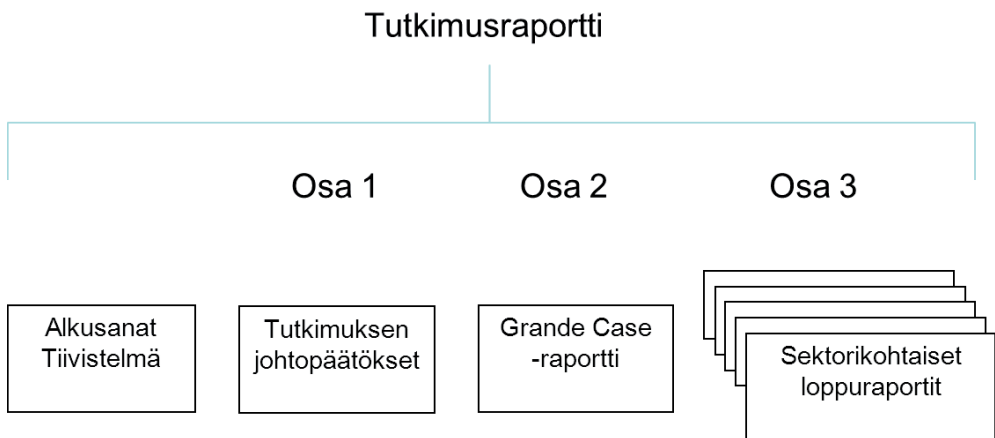 Tutkimusraportti
Osa 1
Osa 2
Osa 3
Alkusanat
Tiivistelmä
Tutkimuksen
johtopäätökset
Grande Case
-raportti
Sektorikohtaiset
loppuraportit